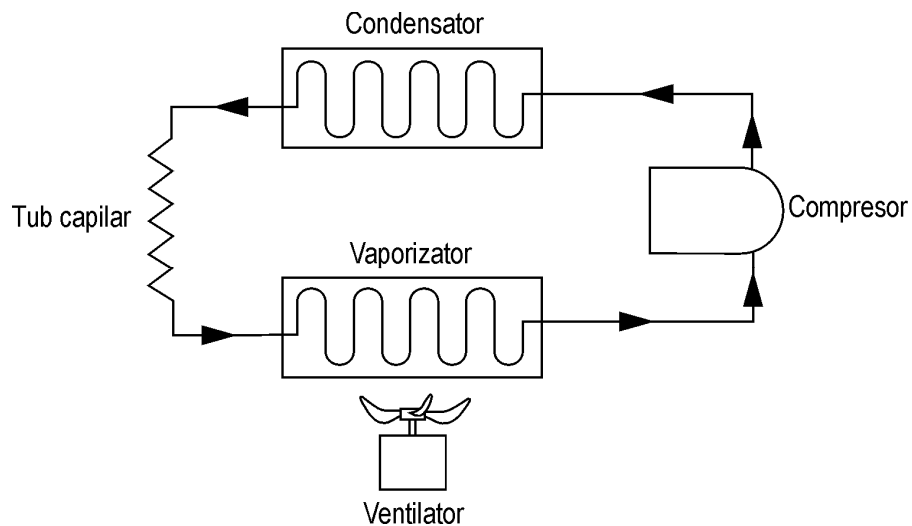 Condensator
Tub capilar
Compresor
Vaporizator
Ventilator